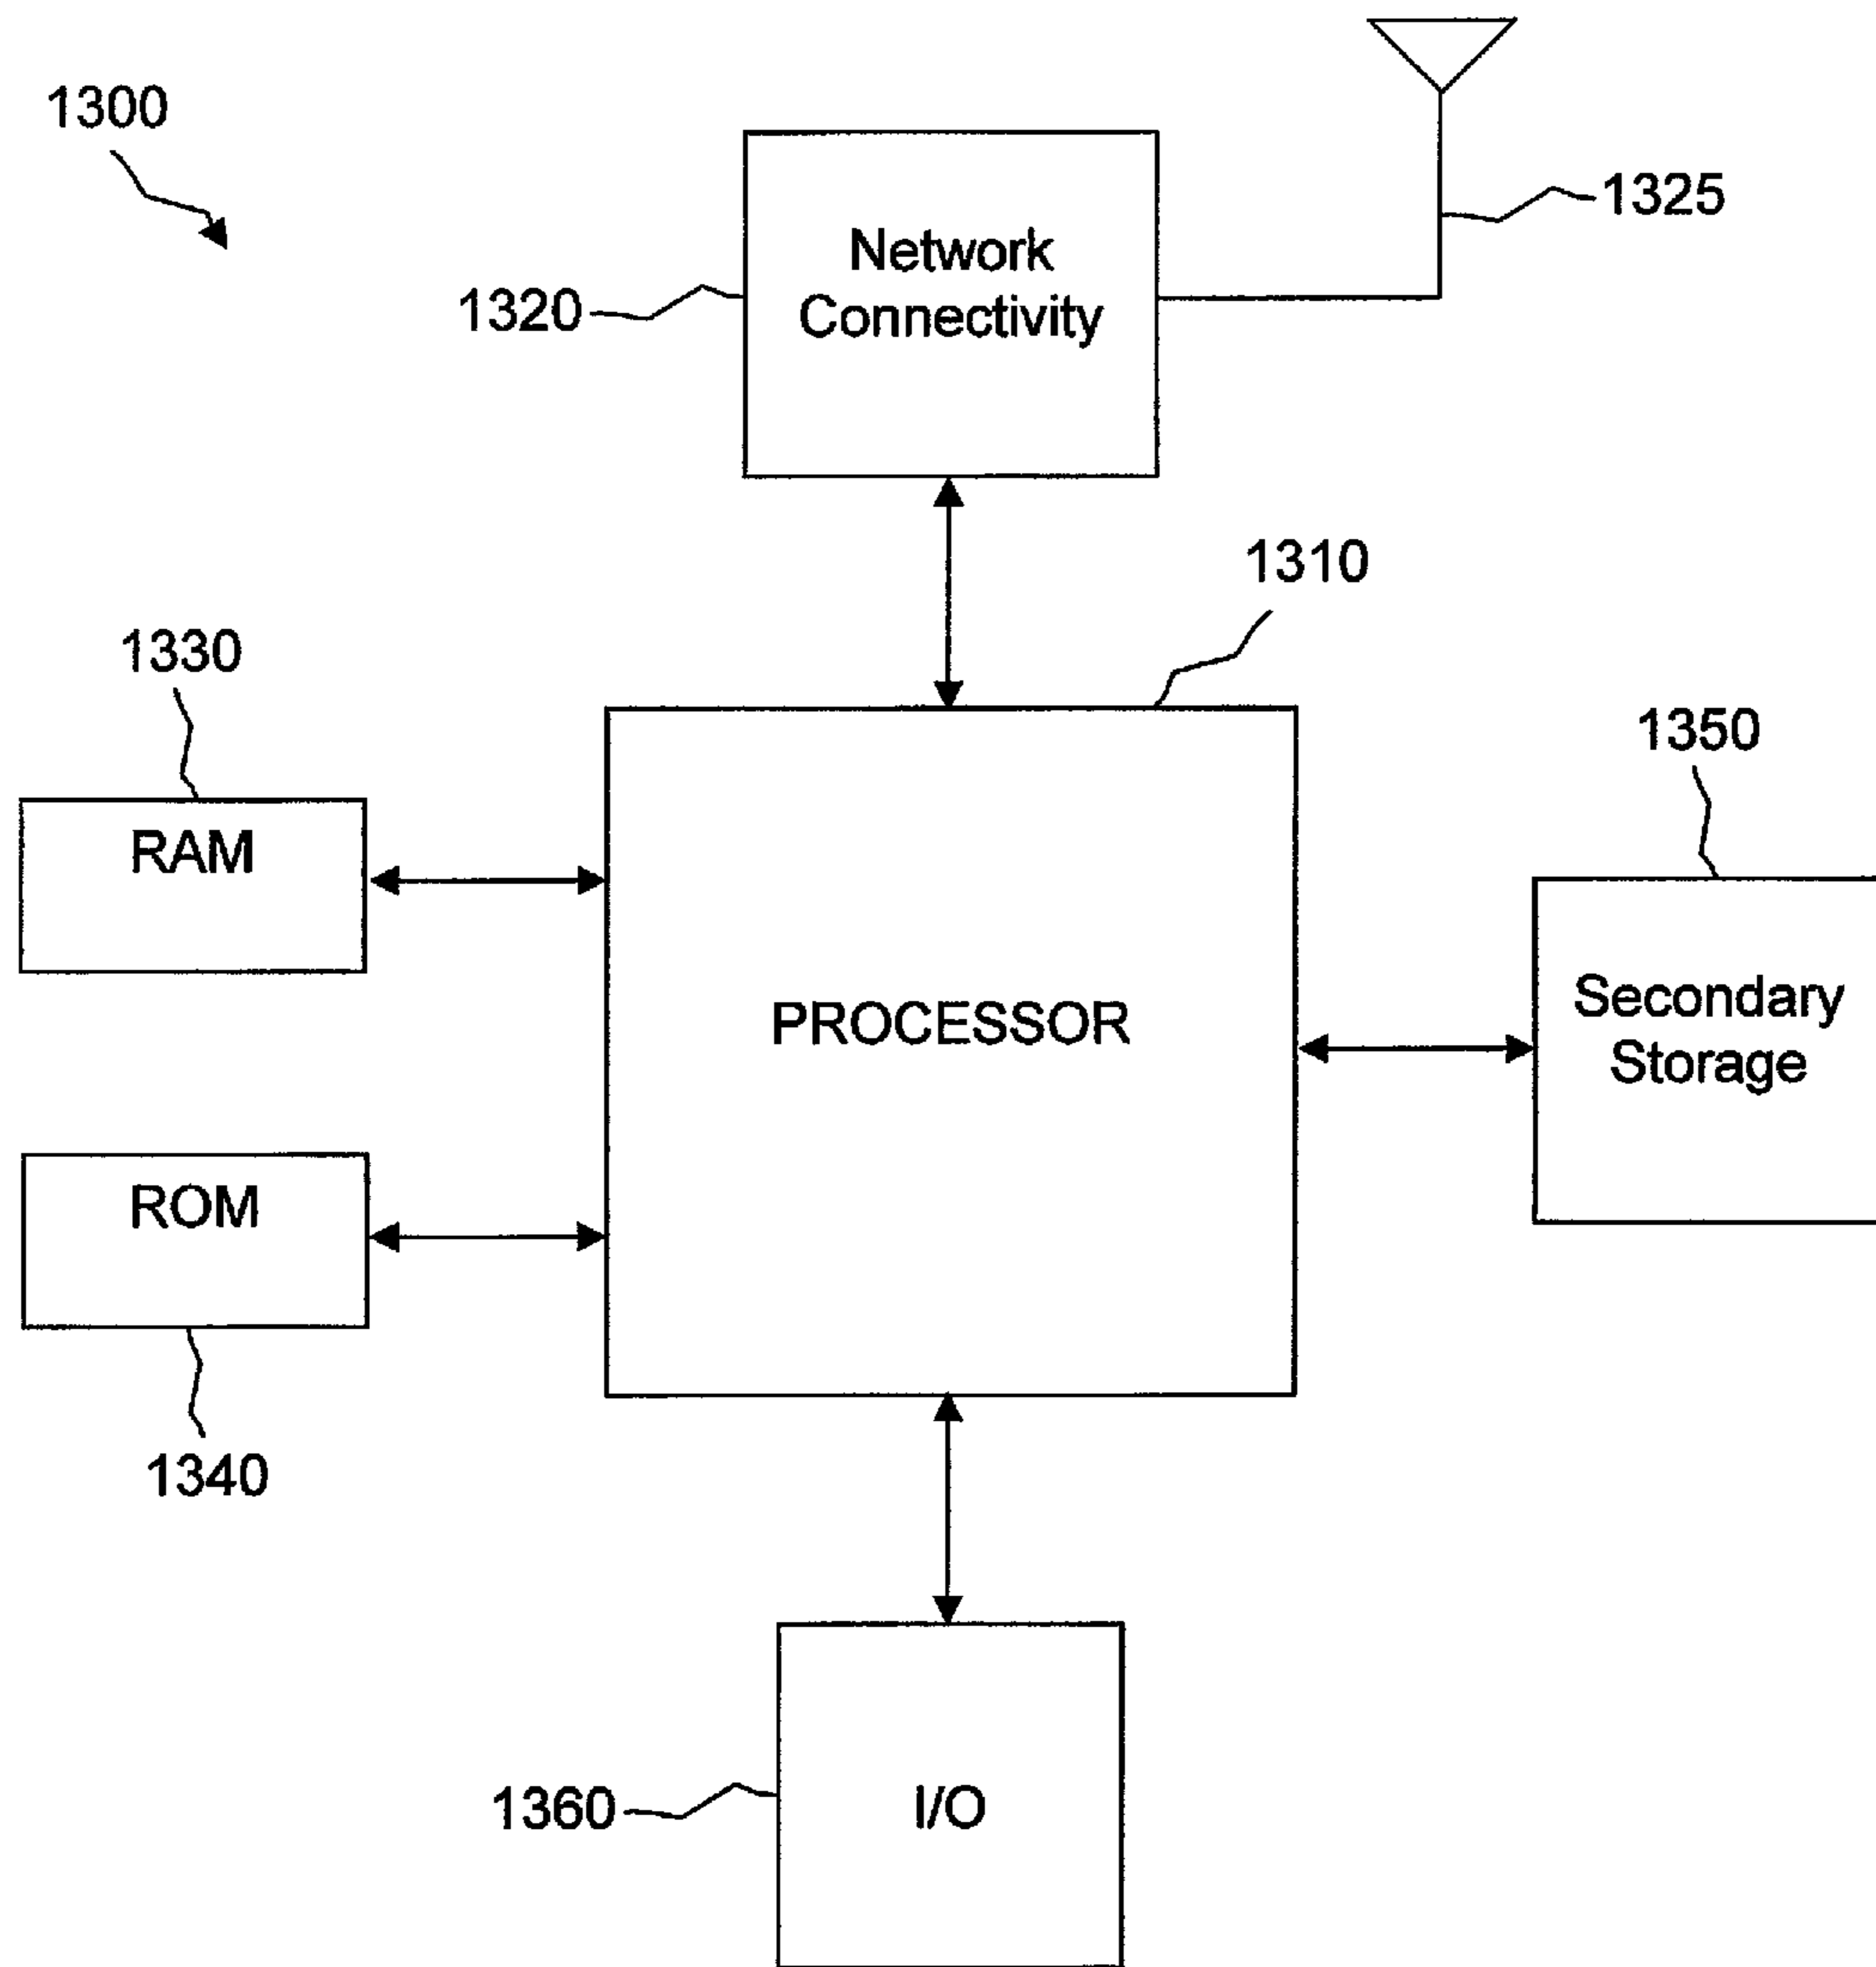 1300
1325
Network
Connectivity
1320
1310
1330
1350
RAM
Secondary
Storage
PROCESSOR
ROM
1340
1360
I/O